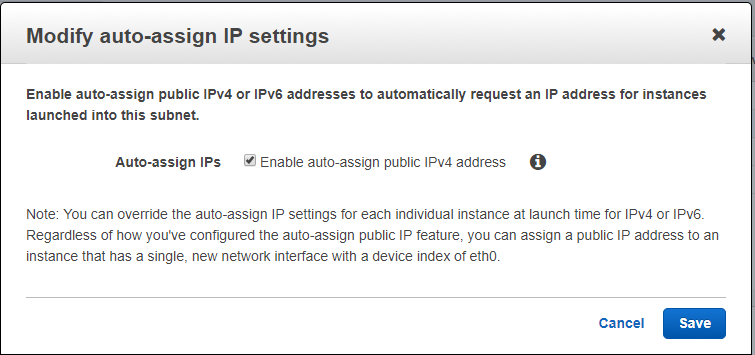 Modify auto-assign IP settings
Enable auto-assign public IPv4 or IPv6 addresses to automatically request an IP address for instances
launched into this subnet.
Auto-assign IPs Enable auto-assign public IPv4 address
Note: You can override the auto-assign IP settings for each individual instance at launch time for IPv4 or IPv6.
Regardless of how you've configured the auto-assign public IP feature, you can assign a public IP address to an
instance that has a single, new network interface with a device index of eth0.
Cancel Save